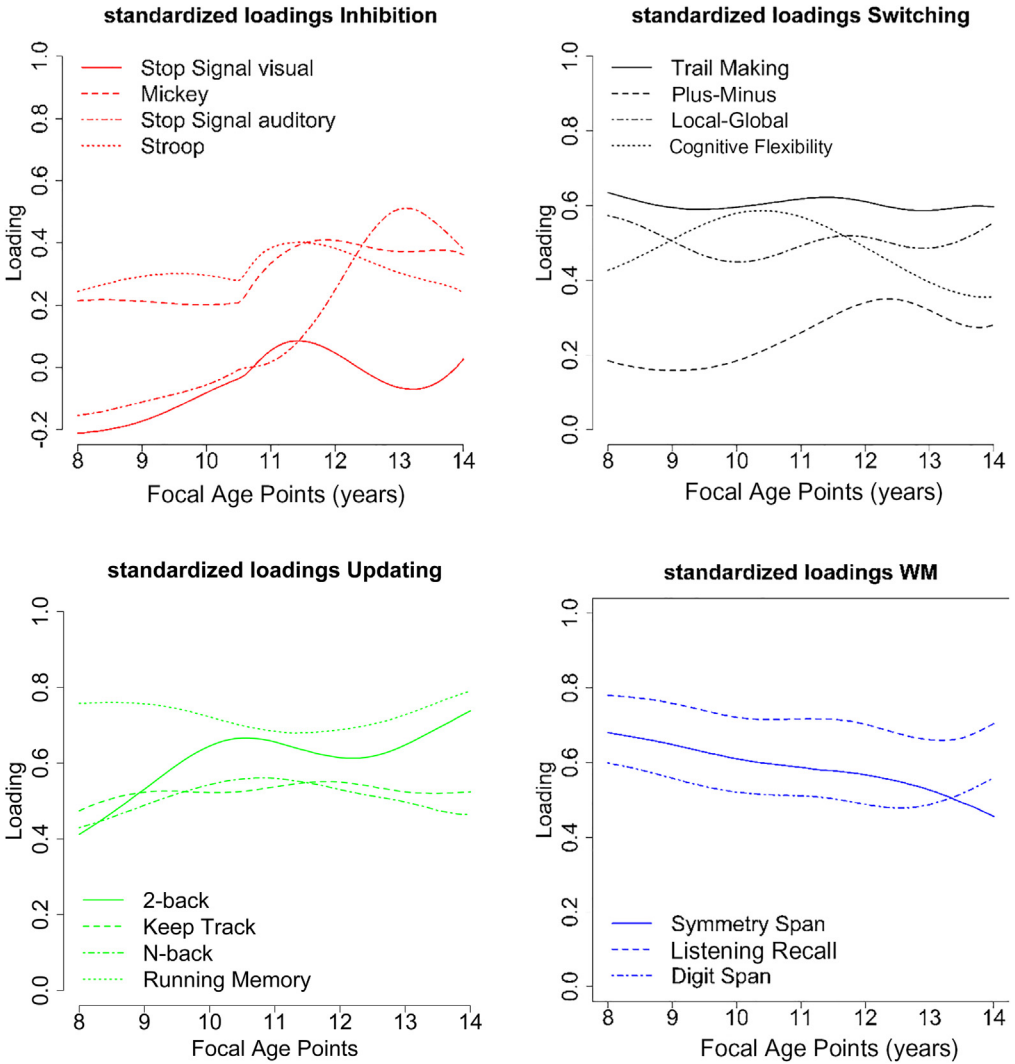 standardized loadings Inhibition
Loading
1.0
0.8
0.6
0.4
0.2
0.0
-0.2
Stop Signal visual
Mickey
Stop Signal auditory
Stroop
8 9 10 11 12 13 14
Focal Age Points (years)
standardized loadings Switching
Loading
1.0
0.8
0.6
0.4
0.2
0.0
Trail Making
Plus-Minus
Local-Global
Cognitive Flexibility
8 9 10 11 12 13 14
Focal Age Points (years)
standardized loadings Updating
Loading
1.0
0.8
0.6
0.4
0.2
0.0
2-back
Keep Track
N-back
Running Memory
8 9 10 11 12 13 14
Focal Age Points
standardized loadings WM
Loading
1.0
0.8
0.6
0.4
0.2
0.0
Symmetry Span
Listening Recall
Digit Span
8 9 10 11 12 13 14
Focal Age Points (years)